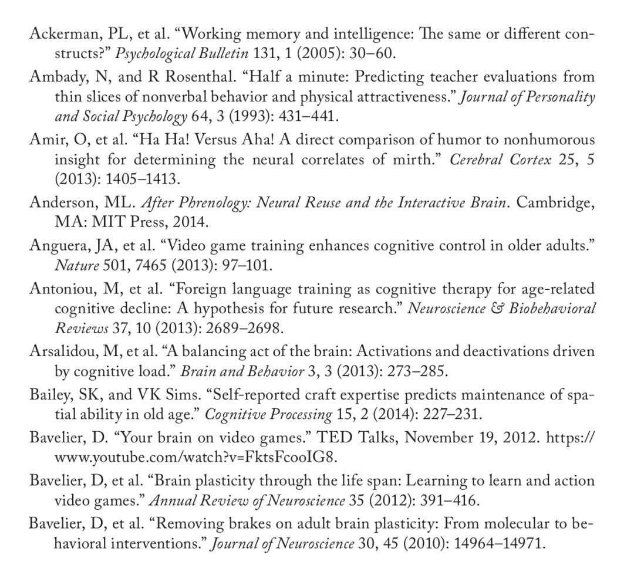 Ackerman, PL, et al. “Working memory and intelligence: The same or different con-
structs?” Psychological Bulletin 131, 1 (2005): 30–60.
Ambady, N, and R Rosenthal. “Half a minute: Predicting teacher evaluations from
thin slices of nonverbal behavior and physical attractiveness.” Journal of Personality
and Social Psychology 64, 3 (1993): 431–441.
Amir, O, et al. “Ha Ha! Versus Aha! A direct comparison of humor to nonhumorous
insight for determining the neural correlates of mirth.” Cerebral Cortex 25, 5
(2013): 1405–1413.
Anderson, ML. After Phrenology: Neural Reuse and the Interactive Brain. Cambridge,
MA: MIT Press, 2014.
Anguera, JA, et al. “Video game training enhances cognitive control in older adults.”
Nature 501, 7465 (2013): 97–101.
Antoniou, M, et al. “Foreign language training as cognitive therapy for age-related
cognitive decline: A hypothesis for future research.” Neuroscience & Biobehavioral
Reviews 37, 10 (2013): 2689–2698.
Arsalidou, M, et al. “A balancing act of the brain: Activations and deactivations driven
by cognitive load.” Brain and Behavior 3, 3 (2013): 273–285.
Bailey, SK, and VK Sims. “Self-reported craft expertise predicts maintenance of spa-
tial ability in old age.” Cognitive Processing 15, 2 (2014): 227–231.
Bavelier, D. “Your brain on video games.” TED Talks, November 19, 2012. https://
www.youtube.com/watch?v=FktsFcooIG8.
Bavelier, D, et al. “Brain plasticity through the life span: Learning to learn and action
video games.” Annual Review of Neuroscience 35 (2012): 391–416.
Bavelier, D, et al. “Removing brakes on adult brain plasticity: From molecular to be-
havioral interventions.” Journal of Neuroscience 30, 45 (2010): 14964–14971.